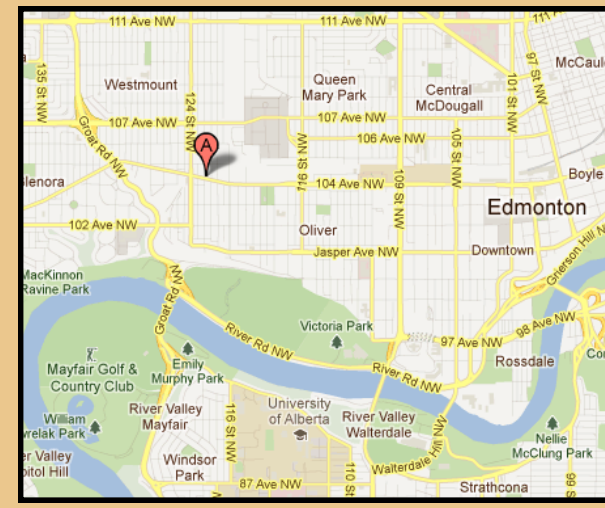 111 Ave NW
111 Ave NW
111 A
135 St NW
Westmount
124 St NW
Queen
Mary Park
Central
McDougall
101 St NW
97 St NW
McCaul
107 Ave NW
107 Ave NW
106 Ave NW
Groat Rd NW
A
116 St NW
109 St NW
105 St NW
lenora
104 Ave NW
Boyle
Edmonton
102 Ave NW
Oliver
Jasper Ave NW
Downtown
Grierson Hill N
MacKinnon
Ravine Park
Groat Rd NW
River Rd NW
Victoria Park
97 Ave NW
98 Ave NW
River Rd NW
Rossdale
Con
Mayfair Golf &
Country Club
Emily
Murphy Park
William
wrelak Park
River Valley
Mayfair
116 St NW
University
of Alberta
River Valley
Walterdale
Walterdale Hill NW
Nellie
McClung Park
er Valley
pitol Hill
Windsor
Park
87 Ave NW
110 St
Strathcona
99 S